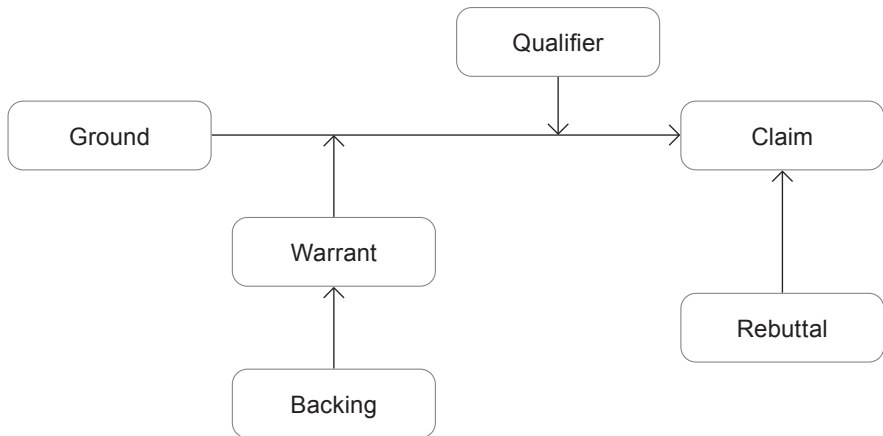 Qualifier
Ground
Claim
Warrant
Rebuttal
Backing